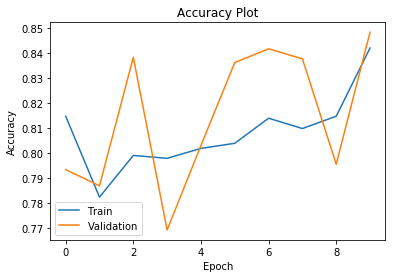 Accuracy Plot
0.85
0.84
0.83
0.82
0.81
0.80
0.79
0.78
0.77
Accuracy
Train
Validation
0 2 4 6 8
Epoch